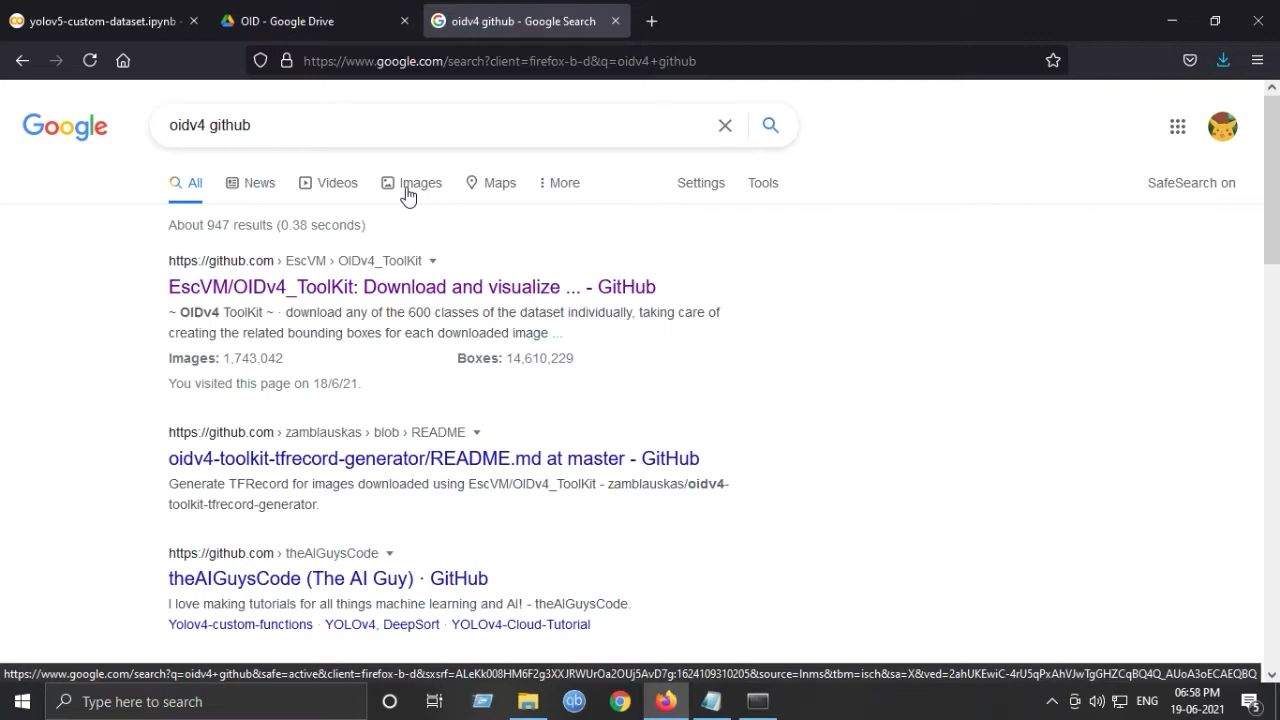 yolov5-custom-dataset.ipynb -
OID - Google Drive
oidv4 github - Google Search
https://www.google.com/search?client=firefox-b-d&q=oidv4+github
Google
oidv4 github
All
News
Videos
Images
Maps
More
Settings
Tools
SafeSearch on
About 947 results (0.38 seconds)
https://github.com › EscVM › OIDv4_ToolKit
EscVM/OIDv4_ToolKit: Download and visualize ... - GitHub
~ OIDv4 ToolKit ~ · download any of the 600 classes of the dataset individually, taking care of
creating the related bounding boxes for each downloaded image ...
Images: 1,743,042 Boxes: 14,610,229
You visited this page on 18/6/21.
https://github.com › zamblauskas › blob › README
oidv4-toolkit-tfrecord-generator/README.md at master - GitHub
Generate TFRecord for images downloaded using EscVM/OIDv4_ToolKit - zamblauskas/oidv4-
toolkit-tfrecord-generator.
https://github.com › theAIGuysCode
theAIGuysCode (The AI Guy) · GitHub
I love making tutorials for all things machine learning and AI! - theAIGuysCode.
Yolov4-custom-functions · YOLOv4, DeepSort · YOLOv4-Cloud-Tutorial
Type here to search
ENG
06:58 PM
19-06-2021
5